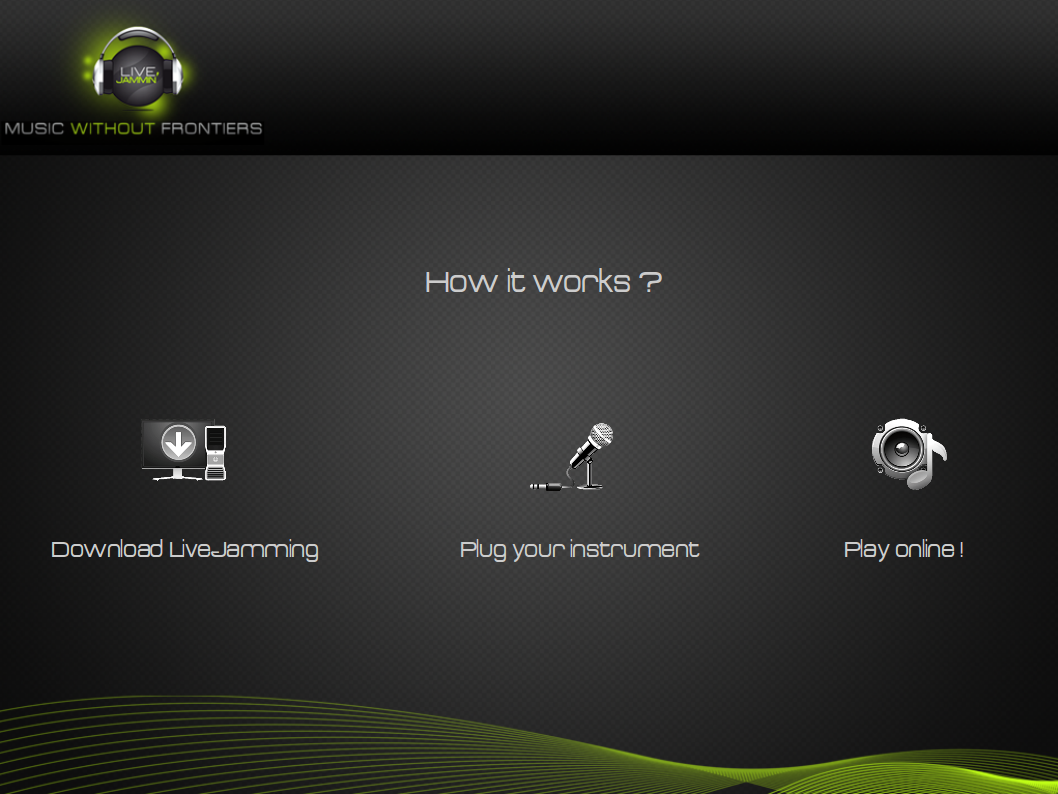 LIVE
JAMMIN'
MUSIC WITHOUT FRONTIERS
How it works ?
Download LiveJamming
Plug your instrument
Play online !